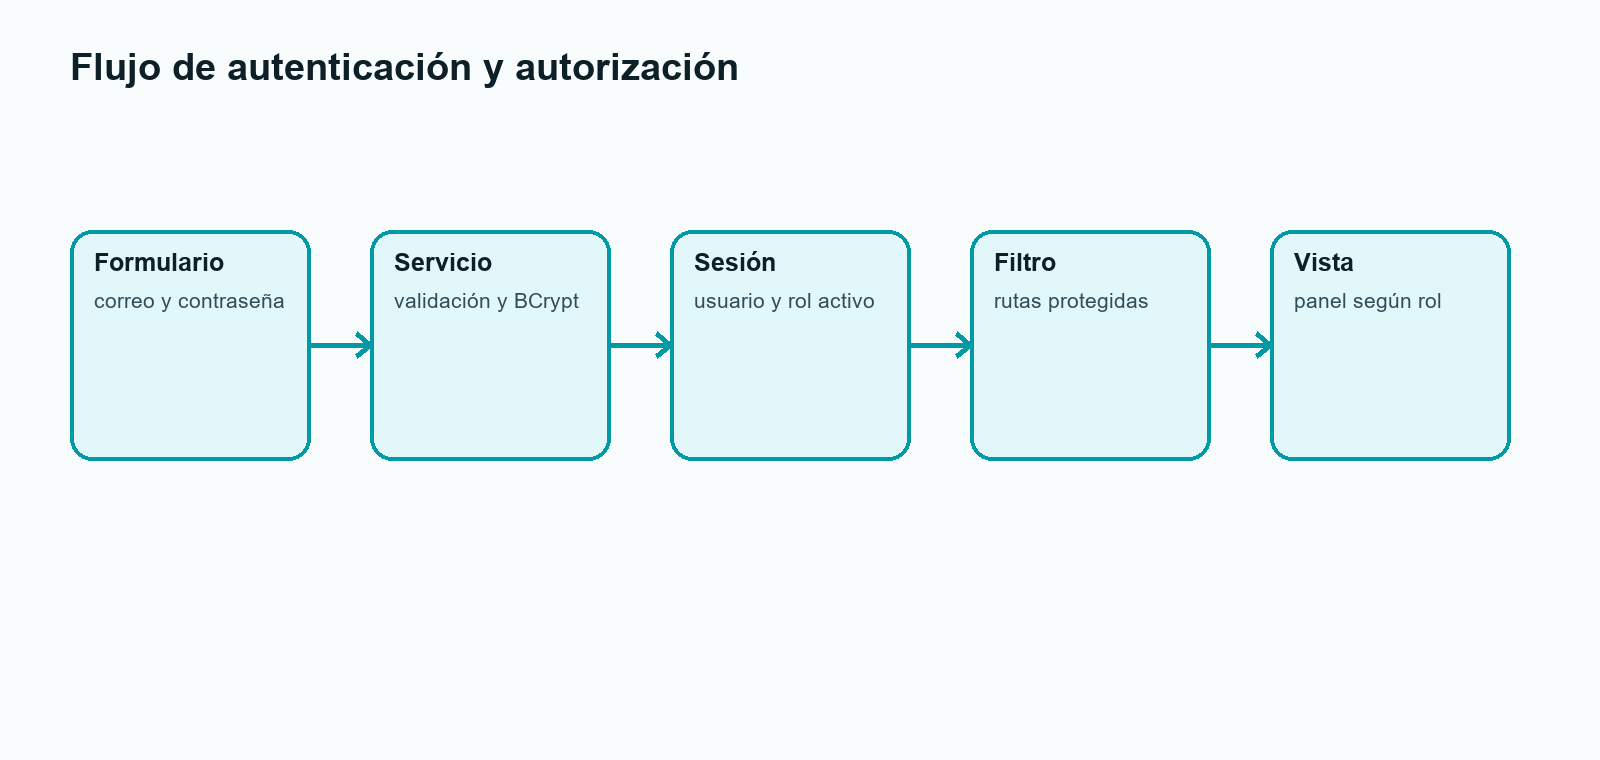 Flujo de autenticación y autorización
Formulario
correo y contraseña
Servicio
validación y BCrypt
Sesión
usuario y rol activo
Filtro
rutas protegidas
Vista
panel según rol